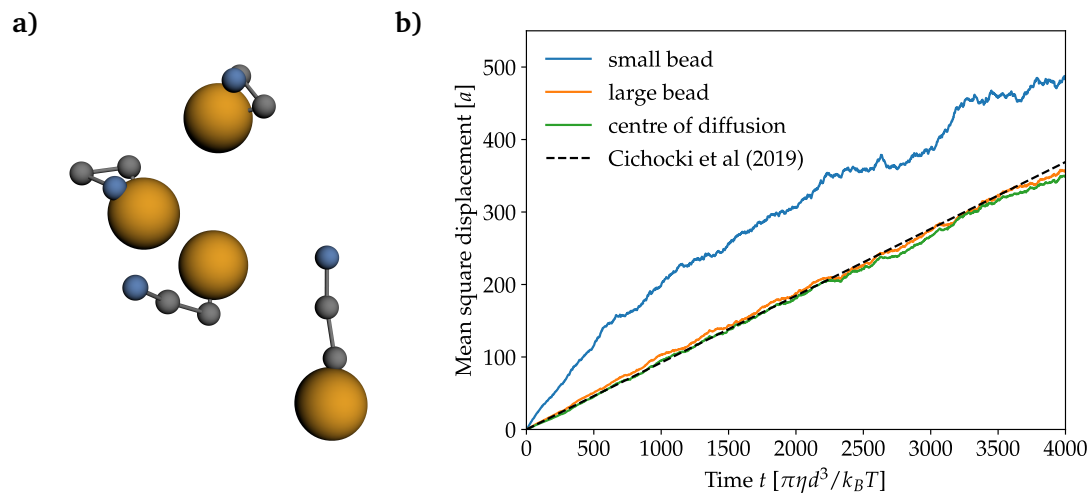 a)
b)
small bead
large bead
centre of diffusion
Cichocki et al (2019)
Mean square displacement [a]
500
400
300
200
100
0
0 500 1000 1500 2000 2500 3000 3500 4000
Time t [πηd³/k_BT]